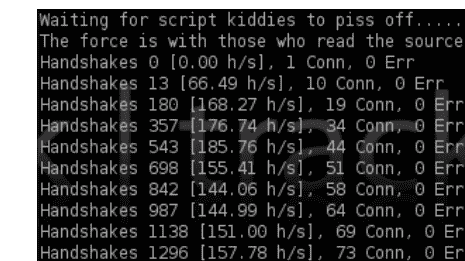 Waiting for script kiddies to piss off.....
The force is with those who read the source
Handshakes 0 [0.00 h/s], 1 Conn, 0 Err
Handshakes 13 [66.49 h/s], 10 Conn, 0 Err
Handshakes 180 [168.27 h/s], 19 Conn, 0 Err
Handshakes 357 [176.74 h/s], 34 Conn, 0 Err
Handshakes 543 [185.76 h/s], 44 Conn, 0 Err
Handshakes 698 [155.41 h/s], 51 Conn, 0 Err
Handshakes 842 [144.06 h/s], 58 Conn, 0 Err
Handshakes 987 [144.99 h/s], 64 Conn, 0 Err
Handshakes 1138 [151.00 h/s], 69 Conn, 0 Err
Handshakes 1296 [157.78 h/s], 73 Conn, 0 Err